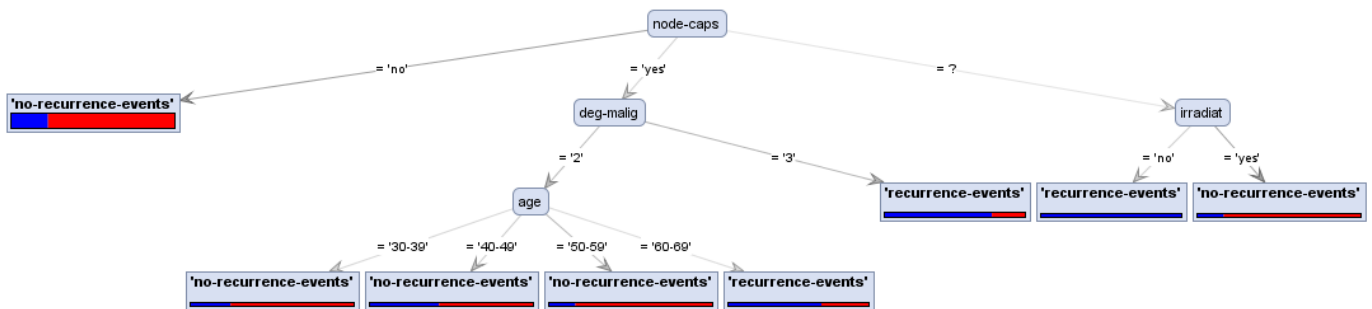 node-caps
= 'no'
= 'yes'
= ?
'no-recurrence-events'
deg-malig
irradiat
= '2'
= '3'
= 'no'
= 'yes'
age
'recurrence-events'
'recurrence-events'
'no-recurrence-events'
= '30-39'
= '40-49'
= '50-59'
= '60-69'
'no-recurrence-events'
'no-recurrence-events'
'no-recurrence-events'
'recurrence-events'